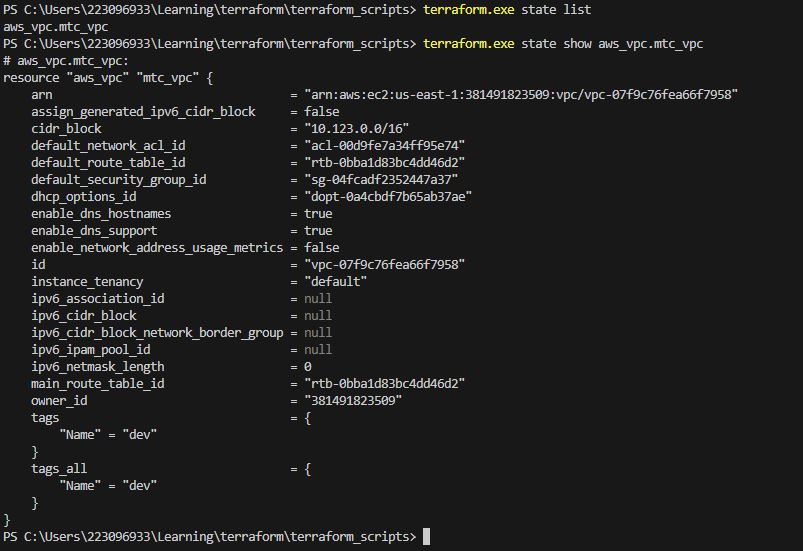 PS C:\Users\223096933\Learning\terraform\terraform_scripts> terraform.exe state list
aws_vpc.mtc_vpc
PS C:\Users\223096933\Learning\terraform\terraform_scripts> terraform.exe state show aws_vpc.mtc_vpc
# aws_vpc.mtc_vpc:
resource "aws_vpc" "mtc_vpc" {
    arn                                  = "arn:aws:ec2:us-east-1:381491823509:vpc/vpc-07f9c76fea66f7958"
    assign_generated_ipv6_cidr_block     = false
    cidr_block                           = "10.123.0.0/16"
    default_network_acl_id               = "acl-00d9fe7a34ff95e74"
    default_route_table_id               = "rtb-0bba1d83bc4dd46d2"
    default_security_group_id            = "sg-04fcadf2352447a37"
    dhcp_options_id                      = "dopt-0a4cbdf7b65ab37ae"
    enable_dns_hostnames                 = true
    enable_dns_support                   = true
    enable_network_address_usage_metrics = false
    id                                   = "vpc-07f9c76fea66f7958"
    instance_tenancy                     = "default"
    ipv6_association_id                  = null
    ipv6_cidr_block                      = null
    ipv6_cidr_block_network_border_group = null
    ipv6_ipam_pool_id                    = null
    ipv6_netmask_length                  = 0
    main_route_table_id                  = "rtb-0bba1d83bc4dd46d2"
    owner_id                             = "381491823509"
    tags                                 = {
        "Name" = "dev"
    }
    tags_all                             = {
        "Name" = "dev"
    }
}
PS C:\Users\223096933\Learning\terraform\terraform_scripts>